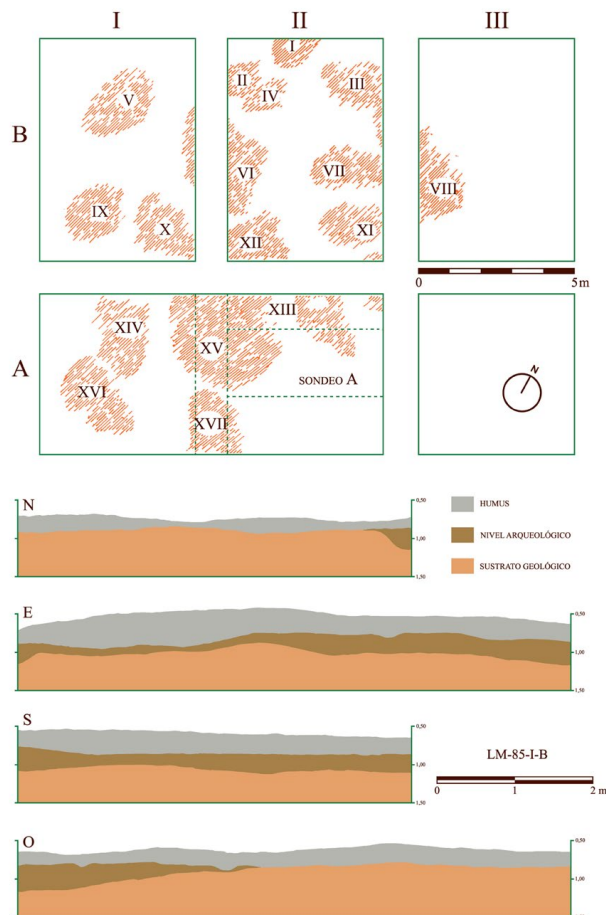 I II III
B
I
II
III
IV
V
VI
VII
VIII
IX
X
XI
XII
0 5m
A
XIII
XIV
XV
SONDEO A
XVI
XVII
N
N
0,50
1,00
1,50
HUMUS
NIVEL ARQUEOLÓGICO
SUSTRATO GEOLÓGICO
E
0,50
1,00
1,50
S
0,50
1,00
1,50
LM-85-I-B
0 1 2 m
O
0,50
1,00